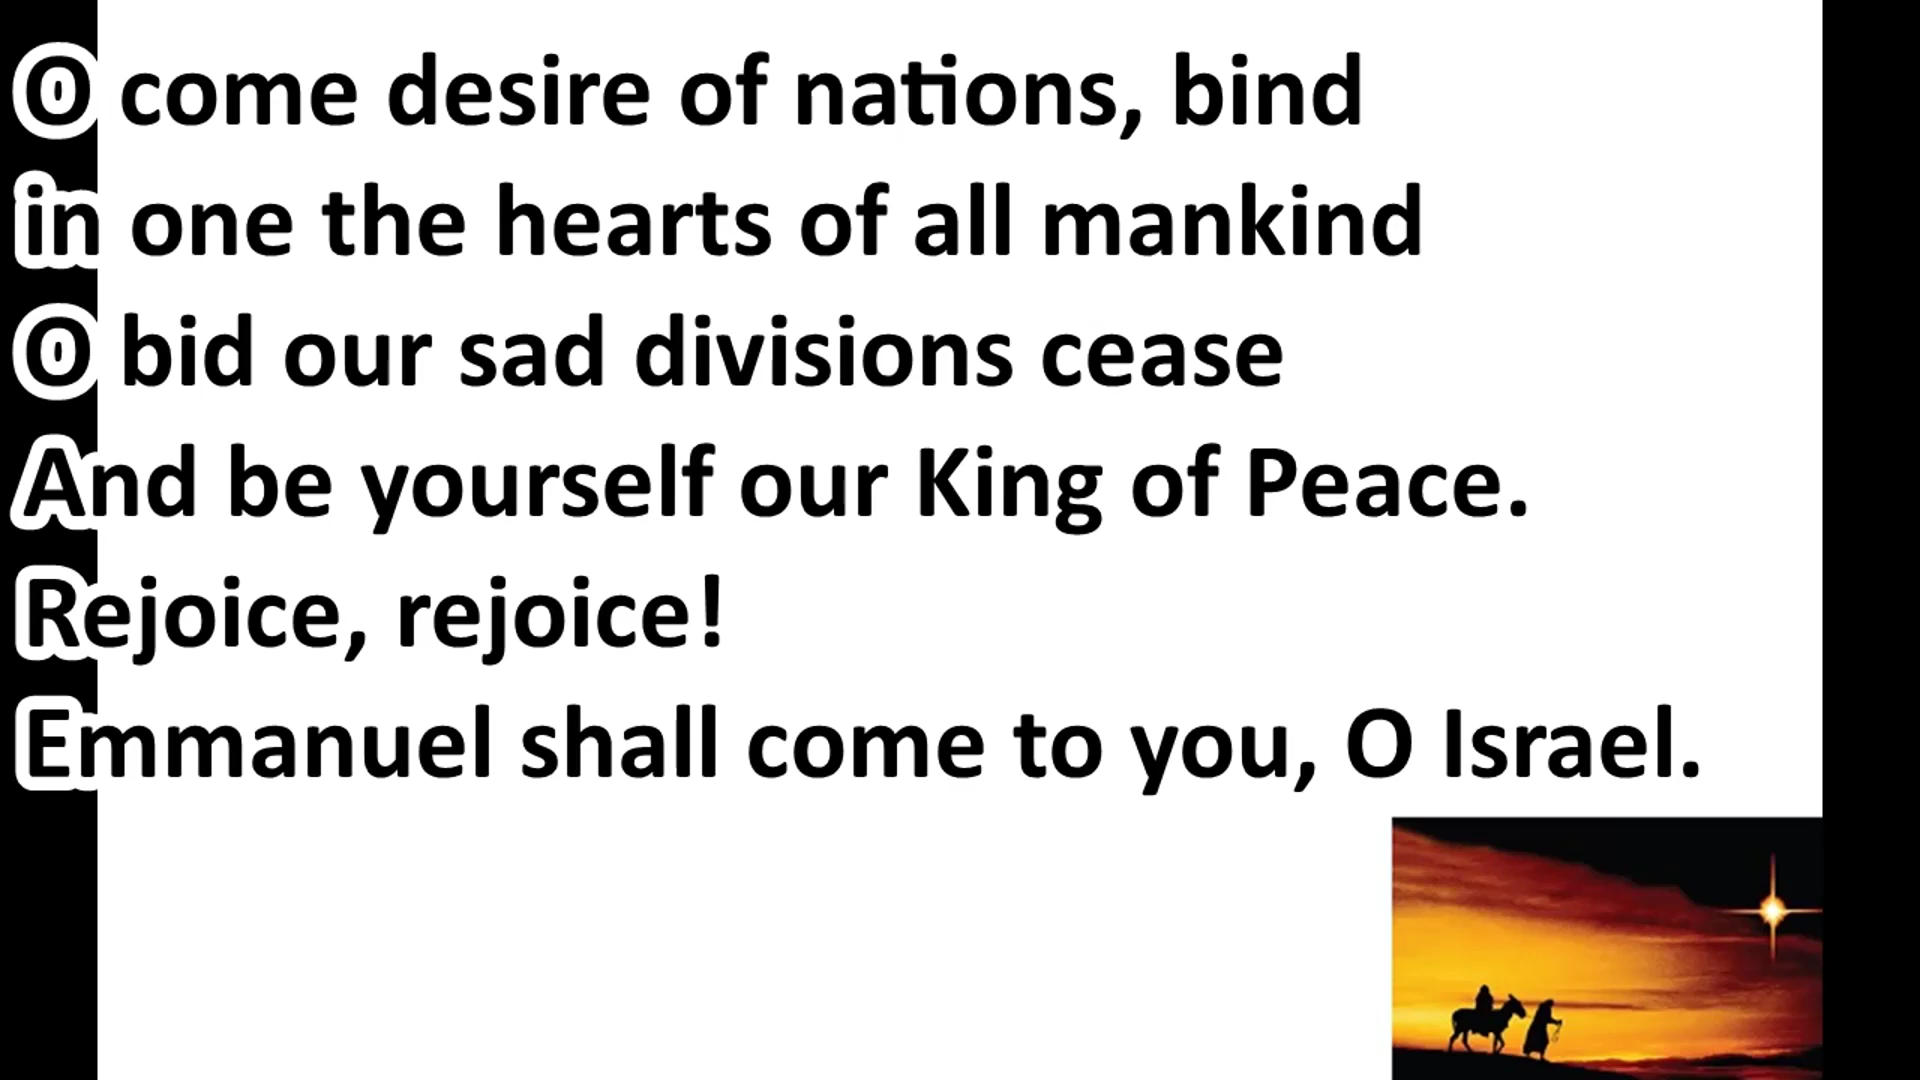 O come desire of nations, bind
in one the hearts of all mankind
O bid our sad divisions cease
And be yourself our King of Peace.
Rejoice, rejoice!
Emmanuel shall come to you, O Israel.